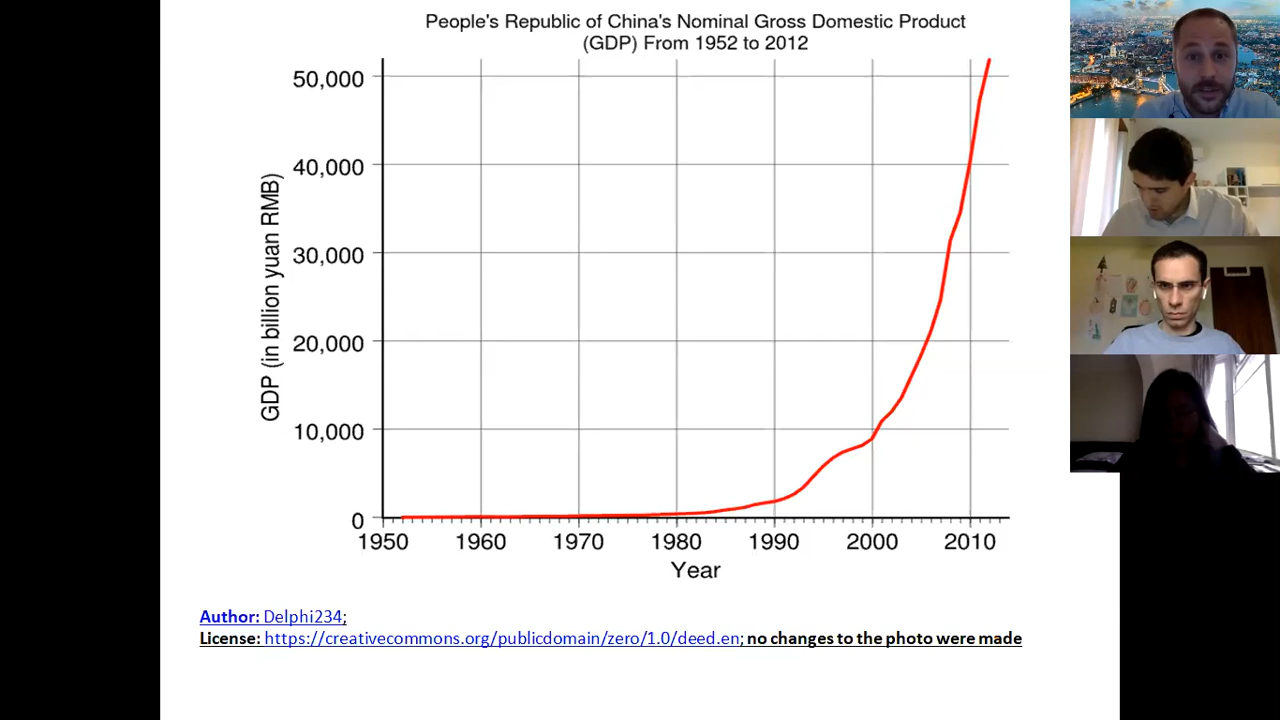 People's Republic of China's Nominal Gross Domestic Product
(GDP) From 1952 to 2012
50,000
40,000
30,000
20,000
10,000
0
GDP (in billion yuan RMB)
1950 1960 1970 1980 1990 2000 2010
Year
Author: Delphi234;
License: https://creativecommons.org/publicdomain/zero/1.0/deed.en; no changes to the photo were made